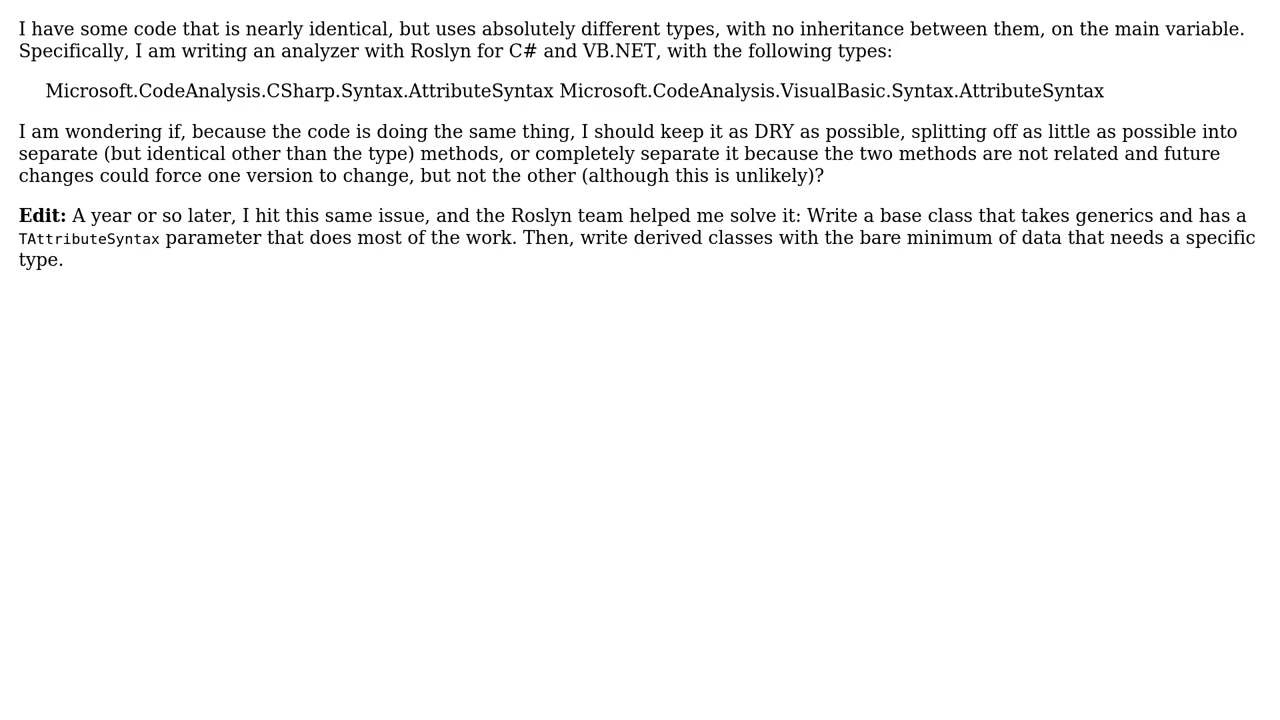 I have some code that is nearly identical, but uses absolutely different types, with no inheritance between them, on the main variable.
Specifically, I am writing an analyzer with Roslyn for C# and VB.NET, with the following types:
Microsoft.CodeAnalysis.CSharp.Syntax.AttributeSyntax Microsoft.CodeAnalysis.VisualBasic.Syntax.AttributeSyntax
I am wondering if, because the code is doing the same thing, I should keep it as DRY as possible, splitting off as little as possible into
separate (but identical other than the type) methods, or completely separate it because the two methods are not related and future
changes could force one version to change, but not the other (although this is unlikely)?
Edit: A year or so later, I hit this same issue, and the Roslyn team helped me solve it: Write a base class that takes generics and has a
TAttributeSyntax parameter that does most of the work. Then, write derived classes with the bare minimum of data that needs a specific
type.